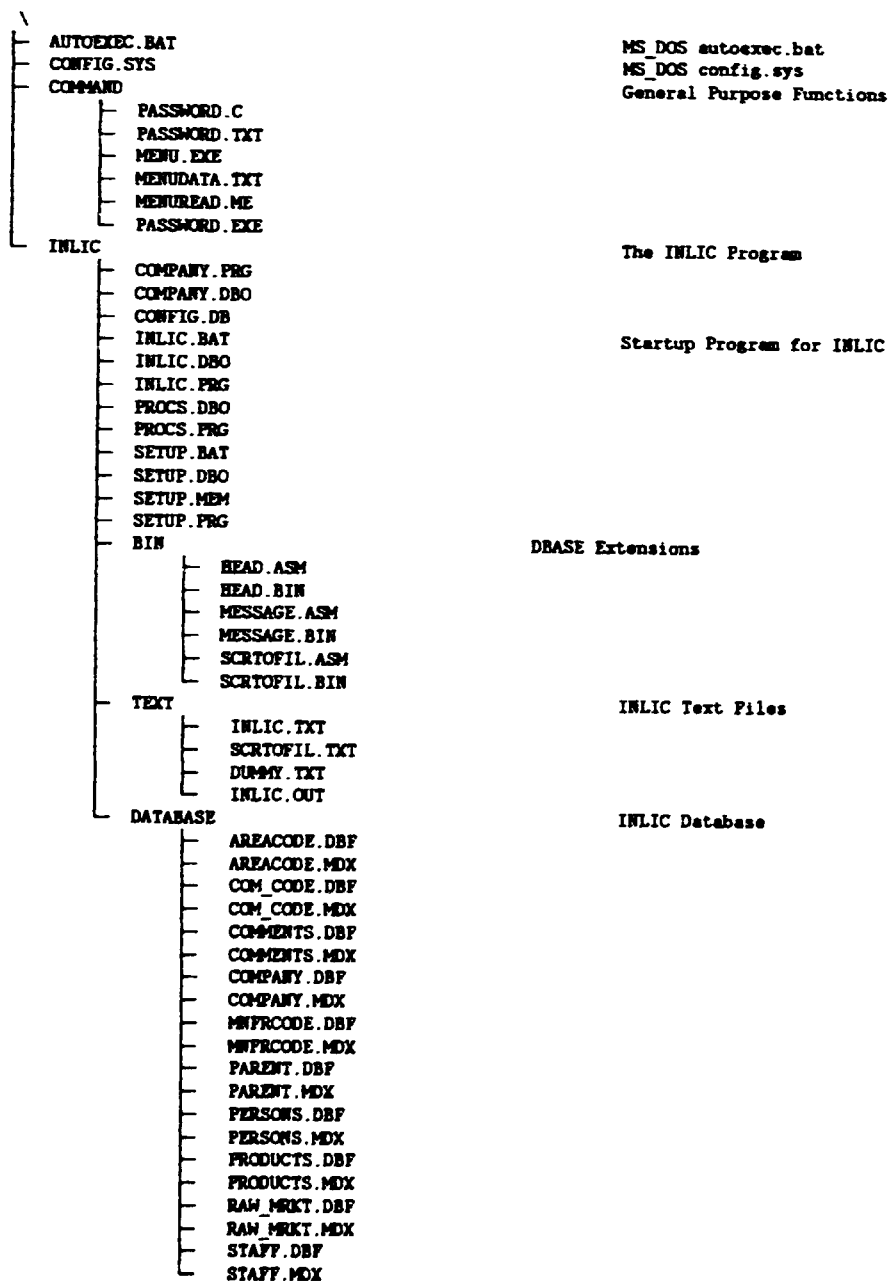 \
AUTOEXEC.BAT MS_DOS autoexec.bat
CONFIG.SYS MS_DOS config.sys
COMMAND General Purpose Functions
PASSWORD.C
PASSWORD.TXT
MENU.EXE
MENUDATA.TXT
MENUREAD.ME
PASSWORD.EXE
INLIC The INLIC Program
COMPANY.PRG
COMPANY.DBO
CONFIG.DB
INLIC.BAT Startup Program for INLIC
INLIC.DBO
INLIC.PRG
PROCS.DBO
PROCS.PRG
SETUP.BAT
SETUP.DBO
SETUP.MEM
SETUP.PRG
BIN DBASE Extensions
HEAD.ASM
HEAD.BIN
MESSAGE.ASM
MESSAGE.BIN
SCRTOFIL.ASM
SCRTOFIL.BIN
TEXT INLIC Text Files
INLIC.TXT
SCRTOFIL.TXT
DUMMY.TXT
INLIC.OUT
DATABASE INLIC Database
AREACODE.DBF
AREACODE.MDX
COM_CODE.DBF
COM_CODE.MDX
COMMENTS.DBF
COMMENTS.MDX
COMPANY.DBF
COMPANY.MDX
MNFRCODE.DBF
MNFRCODE.MDX
PARENT.DBF
PARENT.MDX
PERSONS.DBF
PERSONS.MDX
PRODUCTS.DBF
PRODUCTS.MDX
RAW_MRKT.DBF
RAW_MRKT.MDX
STAFF.DBF
STAFF.MDX